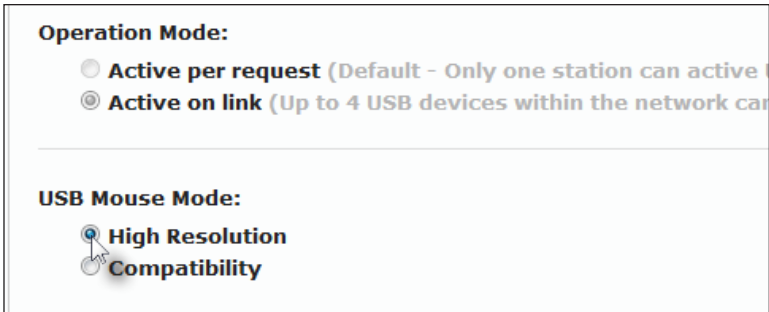 Operation Mode:
Active per request (Default - Only one station can active
Active on link (Up to 4 USB devices within the network can
USB Mouse Mode:
High Resolution
Compatibility